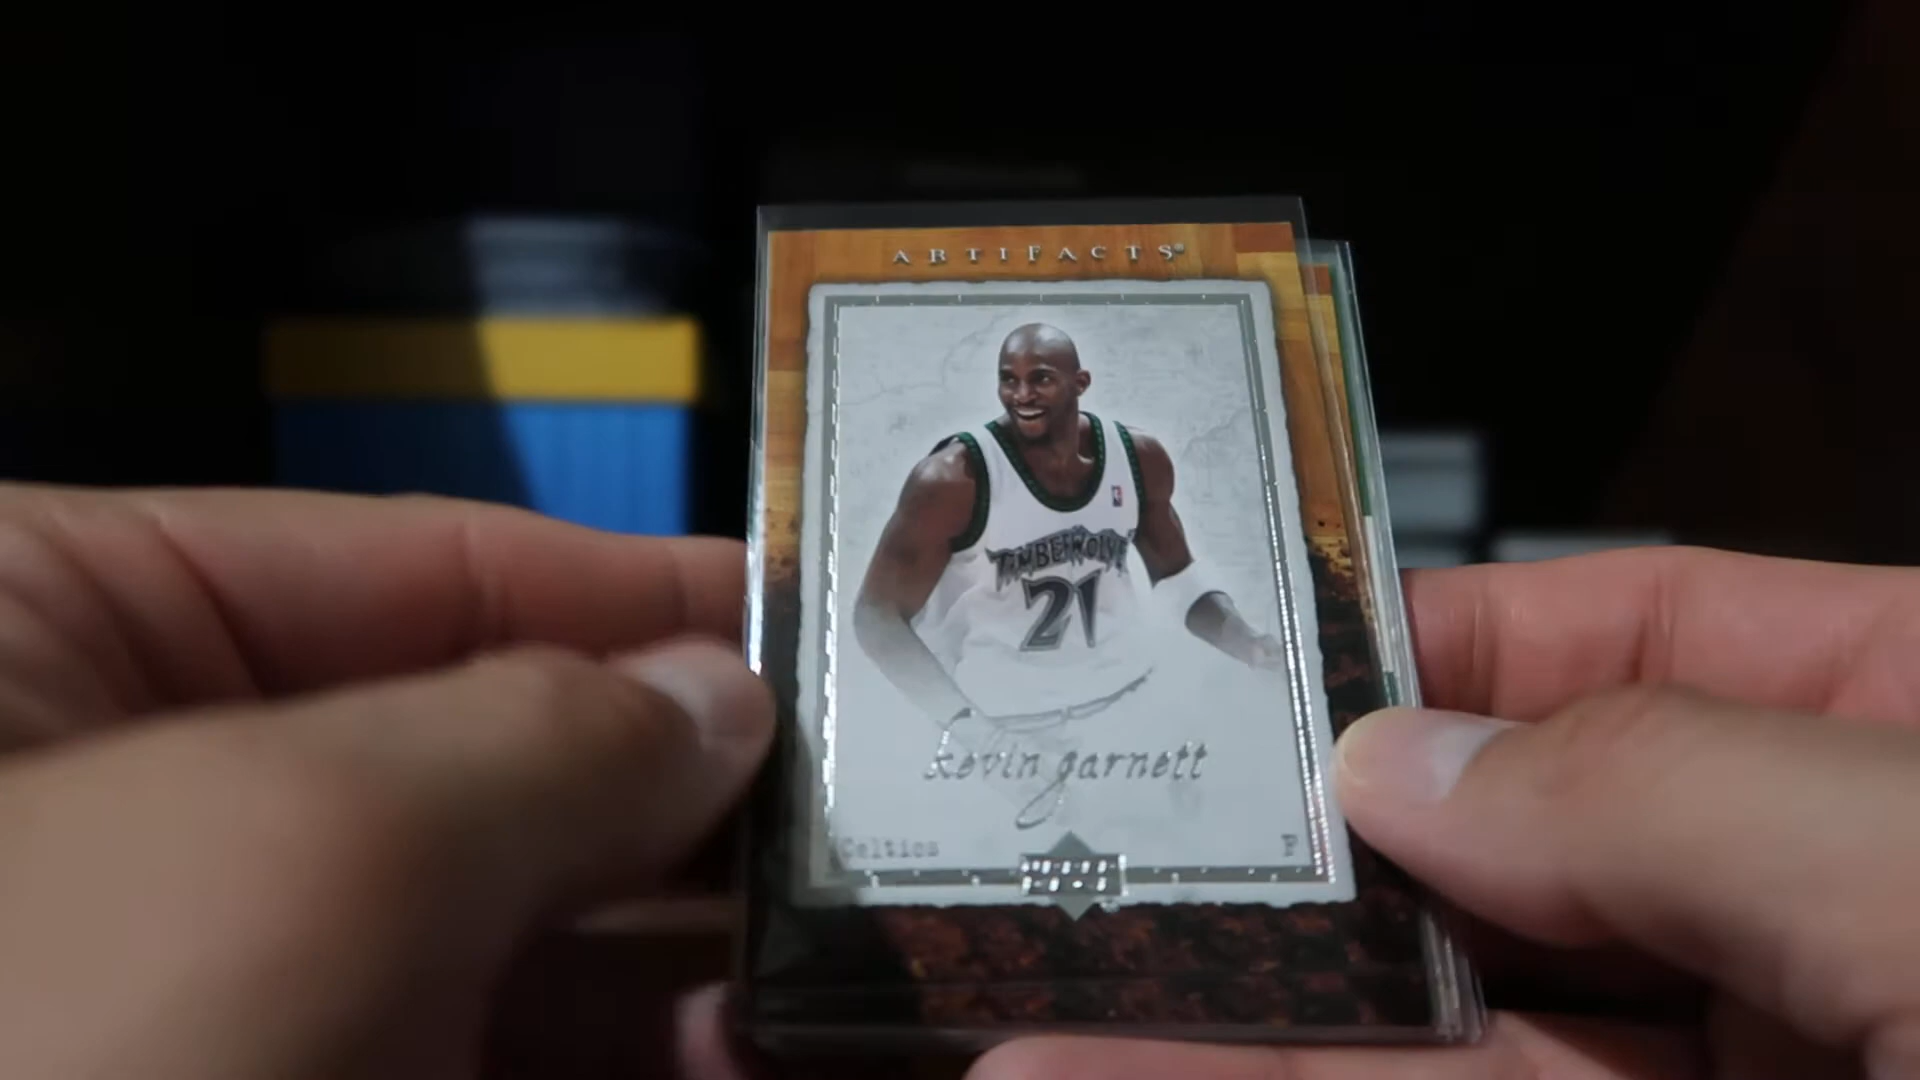 ARTIFACTS®
TIMBERWOLVES
21
kevin garnett
Celtics
F